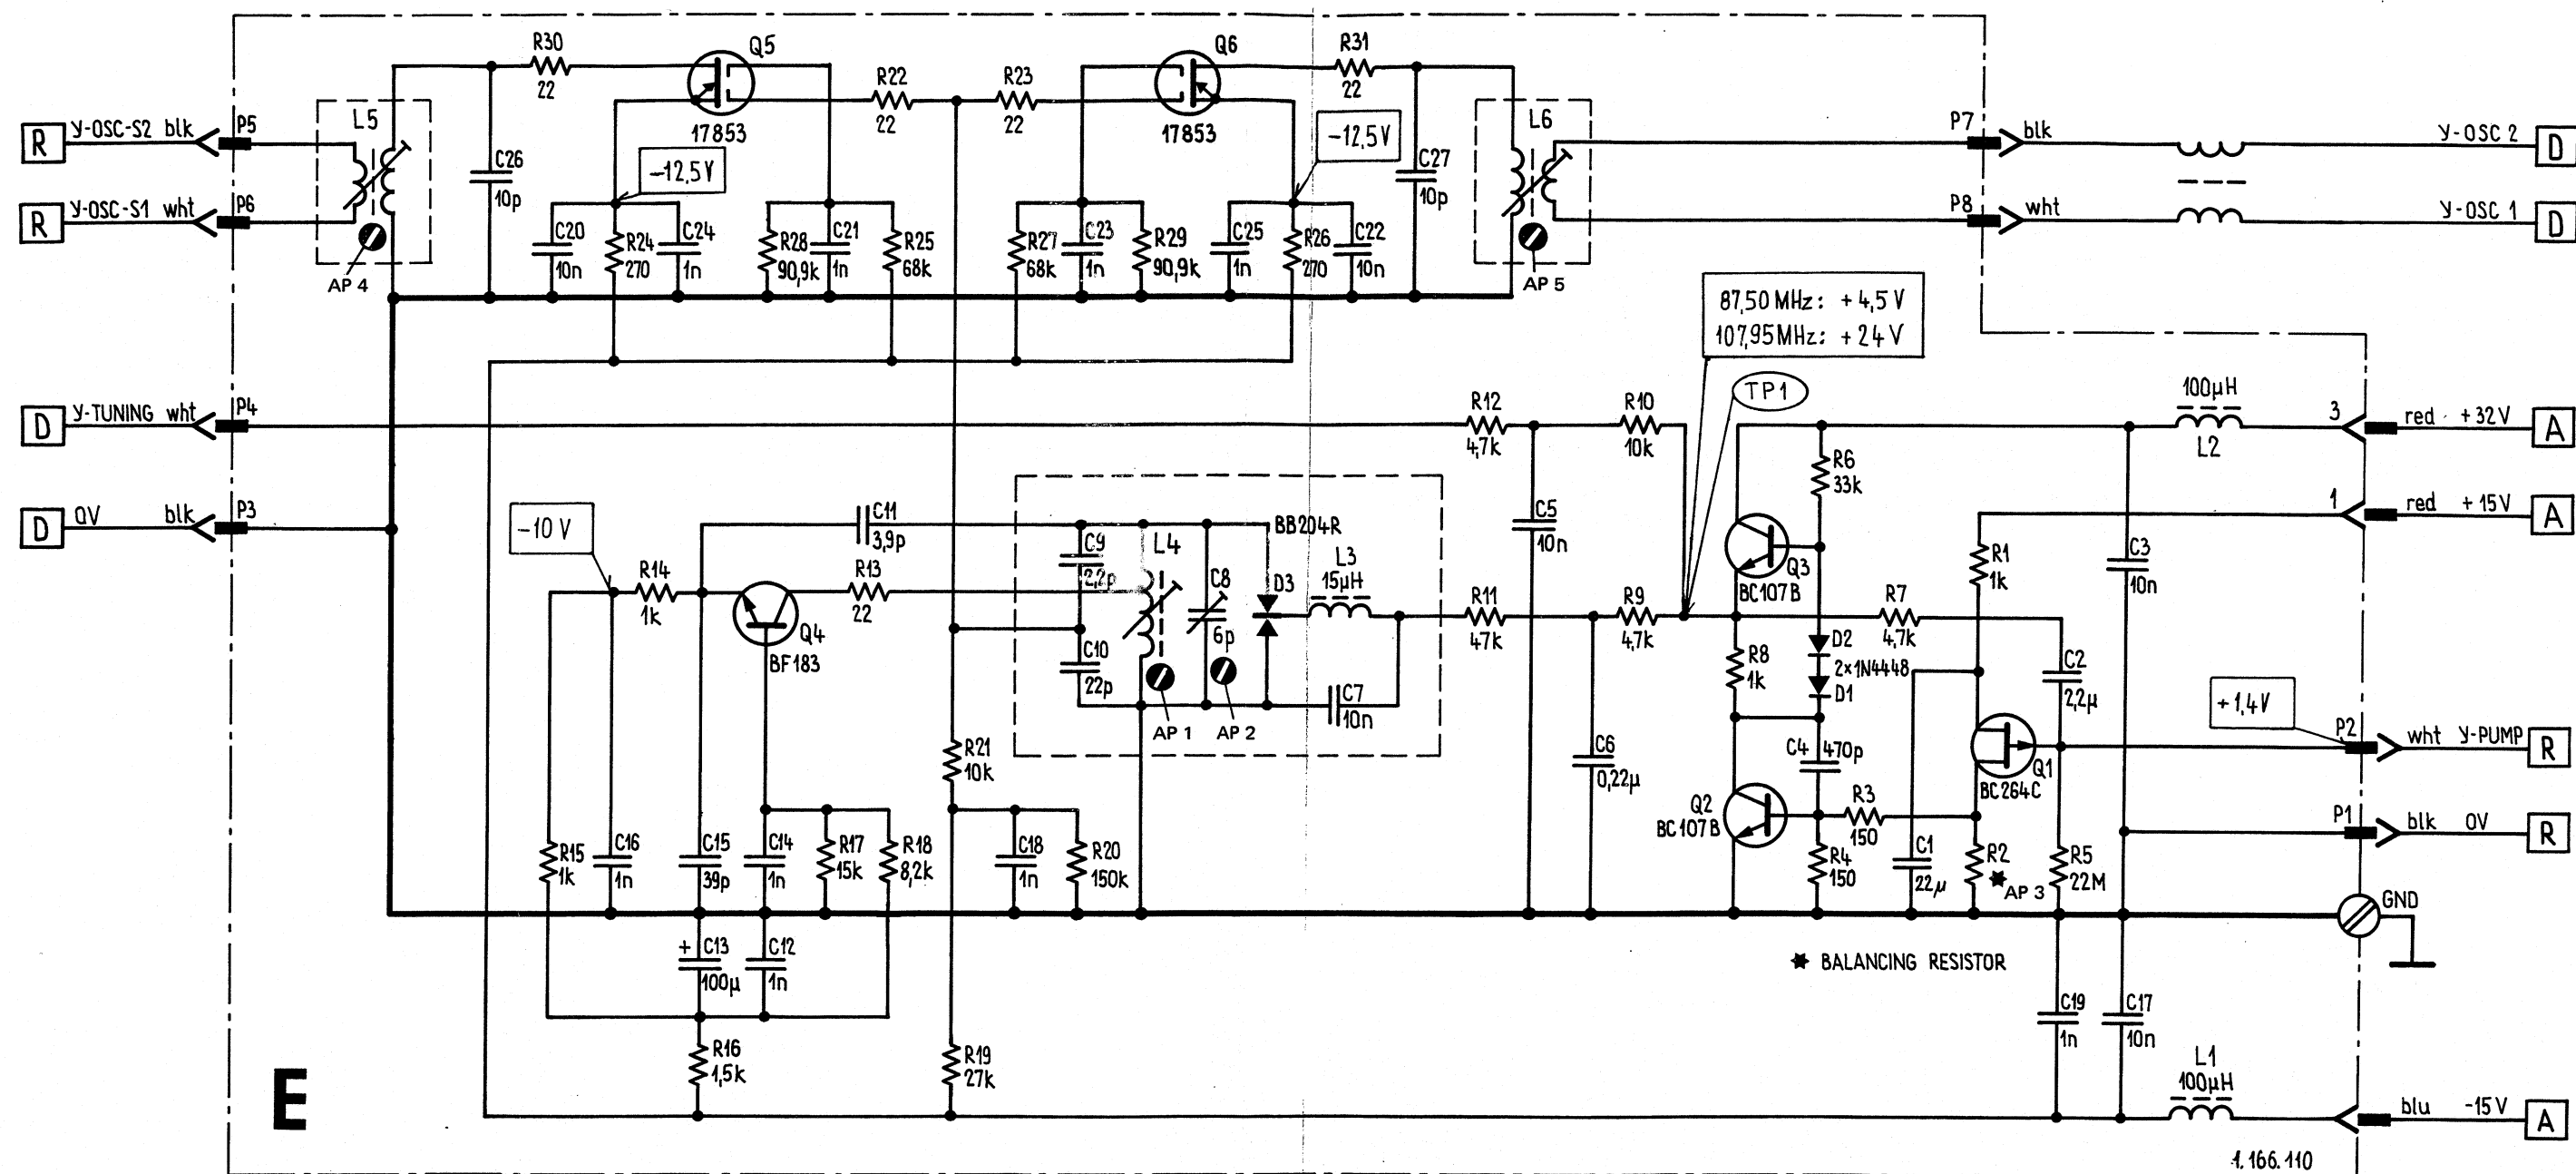 R30
22
Q5
17853
R22
22
R23
22
Q6
17853
R31
22
R
Y-OSC-S2 blk
P5
R
Y-OSC-S1 wht
P6
L5
AP 4
C26
10p
-12,5V
C20
10n
R24
270
C24
1n
R28
90,9k
C21
1n
R25
68k
R27
68k
C23
1n
R29
90,9k
C25
1n
R26
270
C22
10n
-12,5V
C27
10p
L6
AP 5
P7
blk
Y-OSC 2
D
P8
wht
Y-OSC 1
D
87,50 MHz: +4,5 V
107,95MHz: +24 V
TP1
D
Y-TUNING wht
P4
D
0V blk
P3
R12
4,7k
R10
10k
100µH
L2
3
red +32V
A
1
red +15V
A
-10 V
R14
1k
C11
3,9p
R13
22
Q4
BF183
C9
2,2p
C10
22p
L4
C8
6p
BB204R
D3
L3
15µH
C7
10n
AP 1
AP 2
C5
10n
R11
47k
R9
4,7k
C6
0,22µ
Q3
BC107B
R6
33k
R8
1k
D2
2x1N4448
D1
R7
4,7k
C2
2,2µ
R1
1k
C3
10n
C4
470p
Q2
BC107B
R3
150
R4
150
Q1
BC264C
C1
22µ
R2
AP 3
R5
22M
+1,4V
P2
wht Y-PUMP
R
P1
blk 0V
R
GND
R15
1k
C16
1n
C15
39p
C14
1n
R17
15k
R18
8,2k
R21
10k
C18
1n
R20
150k
+ C13
100µ
C12
1n
R16
1,5k
R19
27k
★ BALANCING RESISTOR
C19
1n
C17
10n
L1
100µH
blu -15V
A
E
1.166.110